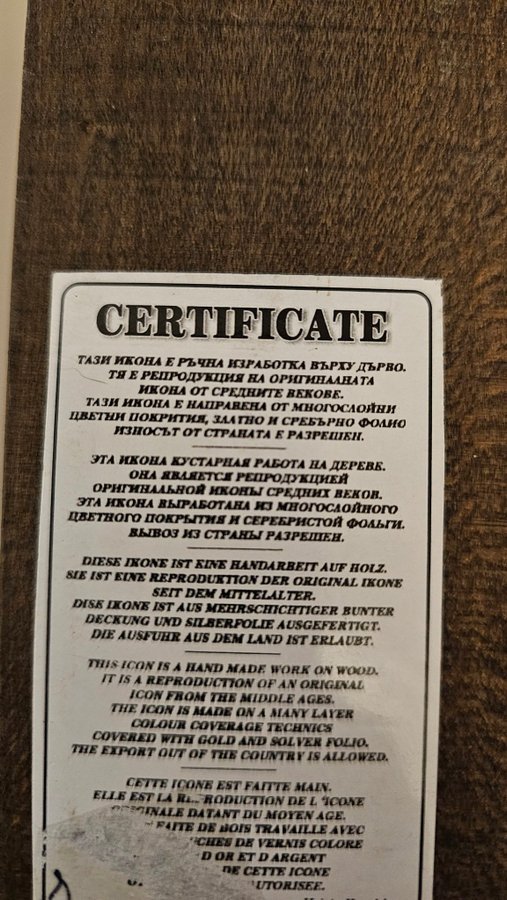 CERTIFICATE
ТАЗИ ИКОНА Е РЪЧНА ИЗРАБОТКА ВЪРХУ ДЪРВО.
ТЯ Е РЕПРОДУКЦИЯ НА ОРИГИНАЛНАТА
ИКОНА ОТ СРЕДНИТЕ ВЕКОВЕ.
ТАЗИ ИКОНА Е НАПРАВЕНА ОТ МНОГОСЛОЙНИ
ЦВЕТНИ ПОКРИТИЯ, ЗЛАТНО И СРЕБЪРНО ФОЛИО
ИЗНОСЪТ ОТ СТРАНАТА Е РАЗРЕШЕН.
ЭТА ИКОНА КУСТАРНАЯ РАБОТА НА ДЕРЕВЕ.
ОНА ЯВЛЯЕТСЯ РЕПРОДУКЦИЕЙ
ОРИГИНАЛЬНОЙ ИКОНЫ СРЕДНИХ ВЕКОВ.
ЭТА ИКОНА ВЫРАБОТАНА ИЗ МНОГОСЛОЙНОГО
ЦВЕТНОГО ПОКРЫТИЯ И СЕРЕБРИСТОЙ ФОЛЬГИ.
ВЫВОЗ ИЗ СТРАНЫ РАЗРЕШЕН.
DIESE IKONE IST EINE HANDARBEIT AUF HOLZ.
SIE IST EINE REPRODUKTION DER ORIGINAL IKONE
SEIT DEM MITTELALTER.
DISE IKONE IST AUS MEHRSCHICHTIGER BUNTER
DECKUNG UND SILBERFOLIE AUSGEFERTIGT.
DIE AUSFUHR AUS DEM LAND IST ERLAUBT.
THIS ICON IS A HAND MADE WORK ON WOOD.
IT IS A REPRODUCTION OF AN ORIGINAL
ICON FROM THE MIDDLE AGES.
THE ICON IS MADE ON A MANY LAYER
COLOUR COVERAGE TECHNICS
COVERED WITH GOLD AND SOLVER FOLIO.
THE EXPORT OUT OF THE COUNTRY IS ALLOWED.
CETTE ICONE EST FAITTE MAIN.
ELLE EST LA DE L'ICONE
DATANT DU MOYEN AGE.
FAITE DE BOIS TRAVAILLE AVEC
DE VERNIS COLORE
D OR ET D ARGENT
DE CETTE ICONE